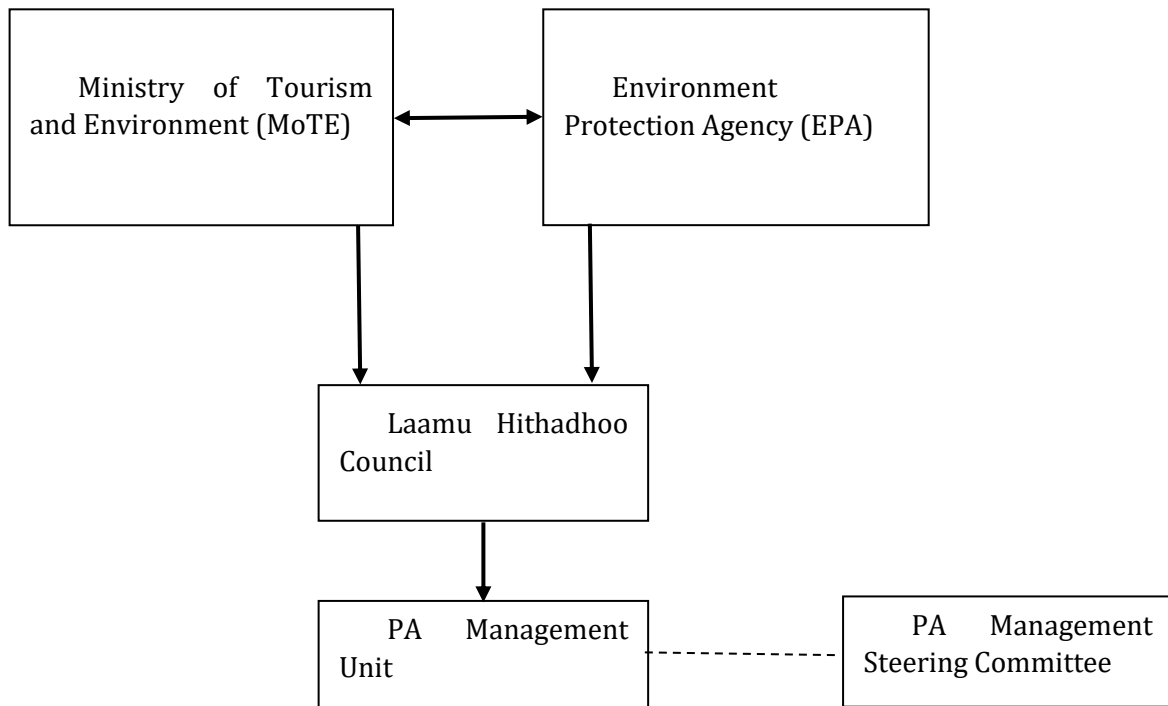 Ministry of Tourism
and Environment (MoTE)
Environment
Protection Agency (EPA)
Laamu Hithadhoo
Council
PA Management
Unit
PA Management
Steering Committee